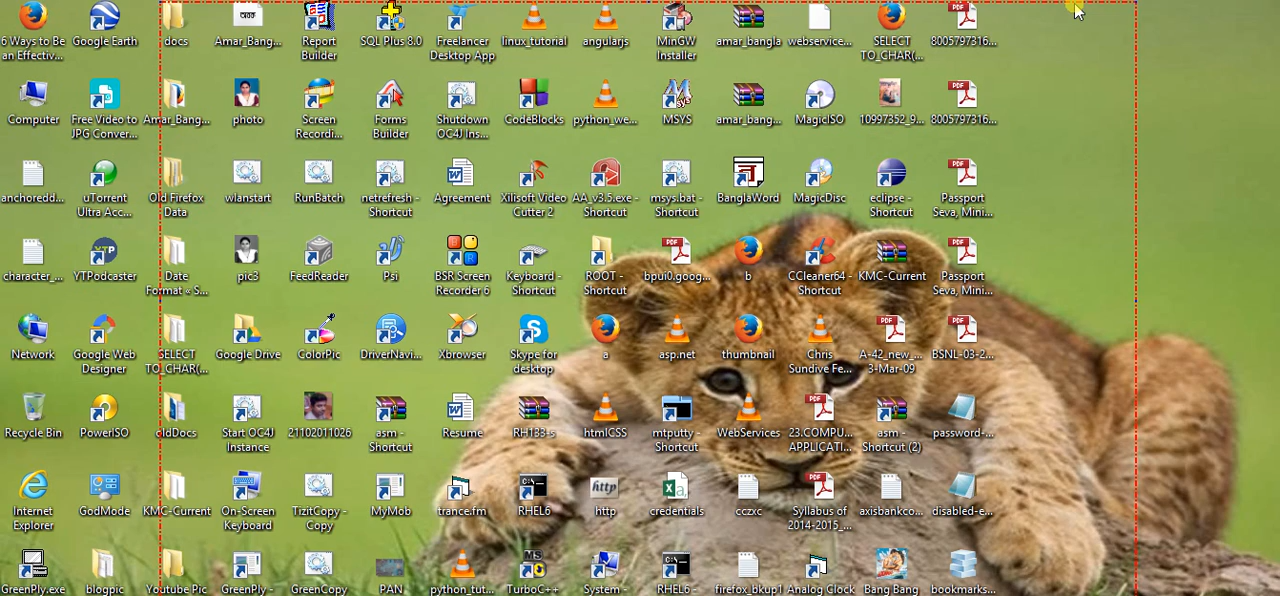 6 Ways to Be
an Effectiv...
Google Earth
docs
Amar_Bang...
Report
Builder
SQL Plus 8.0
Freelancer
Desktop App
linux_tutorial
angularjs
MinGW
Installer
amar_bangla
webservice...
SELECT
TO_CHAR(...
8005797316...
Computer
Free Video to
JPG Conver...
Amar_Bang...
photo
Screen
Recordi...
Forms
Builder
Shutdown
OC4J Ins...
CodeBlocks
python_we...
MSYS
amar_bang...
MagicISO
10997352_9...
8005797316...
anchoredd...
uTorrent
Ultra Acc...
Old Firefox
Data
wlanstart
RunBatch
netrefresh -
Shortcut
Agreement
Xilisoft Video
Cutter 2
AA_v3.5.exe -
Shortcut
msys.bat -
Shortcut
BanglaWord
MagicDisc
eclipse -
Shortcut
Passport
Seva, Mini...
character_...
YTPodcaster
Date
Format « S...
pic3
FeedReader
Psi
BSR Screen
Recorder 6
Keyboard -
Shortcut
ROOT -
Shortcut
bpui0.goog...
b
CCleaner64 -
Shortcut
KMC-Current
Passport
Seva, Mini...
Network
Google Web
Designer
SELECT
TO_CHAR(...
Google Drive
ColorPic
DriverNavi...
Xbrowser
Skype for
desktop
a
asp.net
thumbnail
Chris
Sundive Fe...
A-42_new_...
3-Mar-09
BSNL-03-2...
Recycle Bin
PowerISO
oldDocs
Start OC4J
Instance
21102011026
asm -
Shortcut
Resume
RH133-s
htmlCSS
mtputty -
Shortcut
WebServices
23.COMPU...
APPLICATI...
asm -
Shortcut (2)
password-...
Internet
Explorer
GodMode
KMC-Current
On-Screen
Keyboard
TizitCopy -
Copy
MyMob
trance.fm
RHEL6
http
credentials
cczxc
Syllabus of
2014-2015_...
axisbankco...
disabled-e...
GreenPly.exe
blogpic
Youtube Pic
GreenPly -
GreenCopy
PAN
python_tut...
TurboC++
System -
RHEL6 -
firefox_bkup1
Analog Clock
Bang Bang
bookmarks...